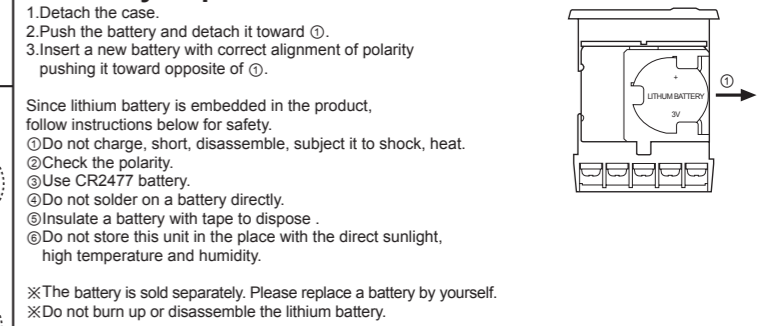 1.Detach the case.
2.Push the battery and detach it toward ①.
3.Insert a new battery with correct alignment of polarity
pushing it toward opposite of ①.
Since lithium battery is embedded in the product,
follow instructions below for safety.
①Do not charge, short, disassemble, subject it to shock, heat.
②Check the polarity.
③Use CR2477 battery.
④Do not solder on a battery directly.
⑤Insulate a battery with tape to dispose .
⑥Do not store this unit in the place with the direct sunlight,
high temperature and humidity.
※The battery is sold separately. Please replace a battery by yourself.
※Do not burn up or disassemble the lithium battery.
+
LITHUM BATTERY
3V
①